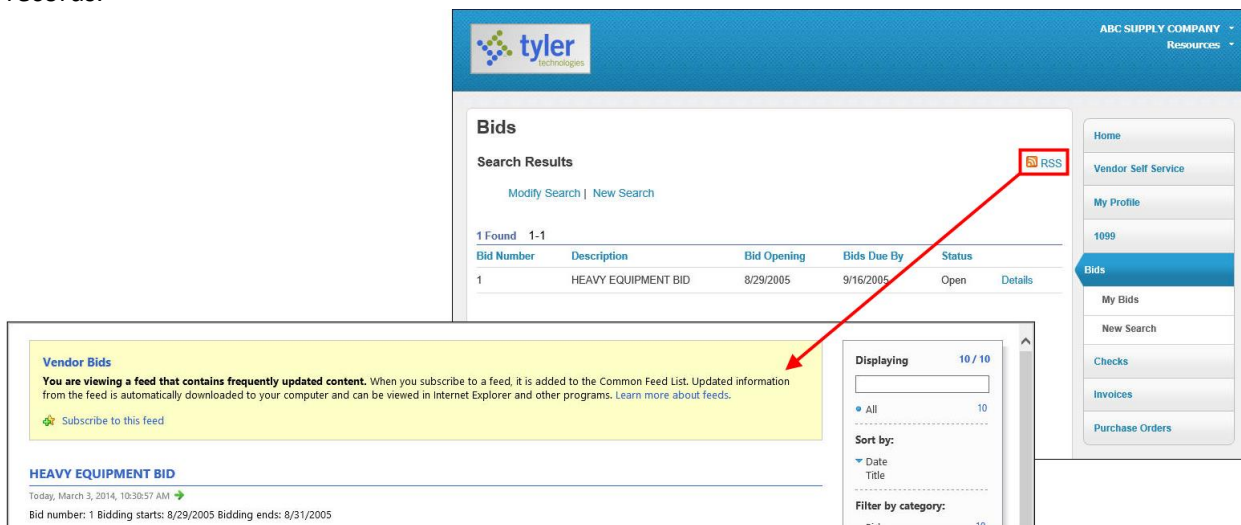 tyler
technologies
ABC SUPPLY COMPANY
Resources
Bids
Search Results
RSS
Modify Search | New Search
1 Found 1-1
Bid Number Description Bid Opening Bids Due By Status
1 HEAVY EQUIPMENT BID 8/29/2005 9/16/2005 Open Details
Home
Vendor Self Service
My Profile
1099
Bids
My Bids
New Search
Checks
Invoices
Purchase Orders
Vendor Bids
You are viewing a feed that contains frequently updated content. When you subscribe to a feed, it is added to the Common Feed List. Updated information
from the feed is automatically downloaded to your computer and can be viewed in Internet Explorer and other programs. Learn more about feeds.
Subscribe to this feed
HEAVY EQUIPMENT BID
Today, March 3, 2014, 10:30:57 AM
Bid number: 1 Bidding starts: 8/29/2005 Bidding ends: 8/31/2005
Displaying 10 / 10
All 10
Sort by:
Date
Title
Filter by category: